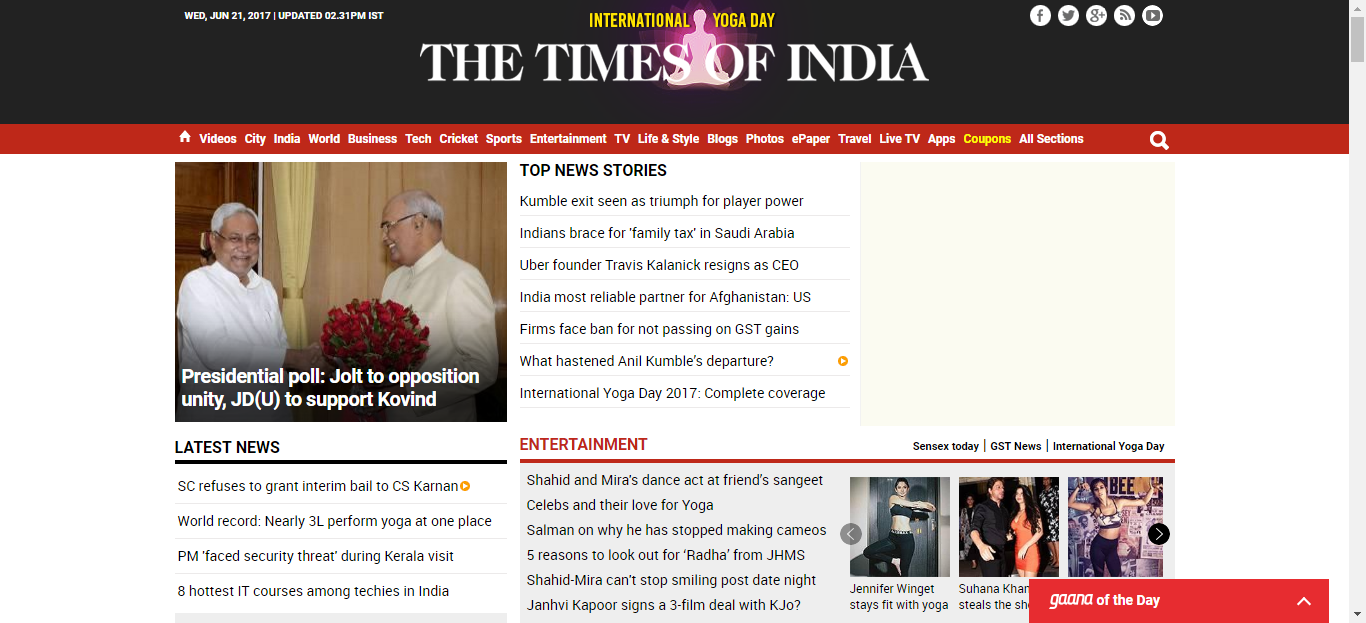 WED, JUN 21, 2017 | UPDATED 02.31PM IST
INTERNATIONAL YOGA DAY
THE TIMES OF INDIA
Videos City India World Business Tech Cricket Sports Entertainment TV Life & Style Blogs Photos ePaper Travel Live TV Apps Coupons All Sections
Presidential poll: Jolt to opposition
unity, JD(U) to support Kovind
TOP NEWS STORIES
Kumble exit seen as triumph for player power
Indians brace for 'family tax' in Saudi Arabia
Uber founder Travis Kalanick resigns as CEO
India most reliable partner for Afghanistan: US
Firms face ban for not passing on GST gains
What hastened Anil Kumble's departure?
International Yoga Day 2017: Complete coverage
LATEST NEWS
SC refuses to grant interim bail to CS Karnan
World record: Nearly 3L perform yoga at one place
PM 'faced security threat' during Kerala visit
8 hottest IT courses among techies in India
ENTERTAINMENT
Sensex today | GST News | International Yoga Day
Shahid and Mira's dance act at friend's sangeet
Celebs and their love for Yoga
Salman on why he has stopped making cameos
5 reasons to look out for ‘Radha’ from JHMS
Shahid-Mira can't stop smiling post date night
Janhvi Kapoor signs a 3-film deal with KJo?
Jennifer Winget
stays fit with yoga
Suhana Khan
steals the
gaana of the Day